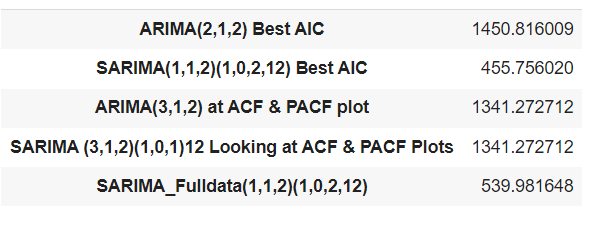 ARIMA(2,1,2) Best AIC 1450.816009
SARIMA(1,1,2)(1,0,2,12) Best AIC 455.756020
ARIMA(3,1,2) at ACF & PACF plot 1341.272712
SARIMA (3,1,2)(1,0,1)12 Looking at ACF & PACF Plots 1341.272712
SARIMA_Fulldata(1,1,2)(1,0,2,12) 539.981648